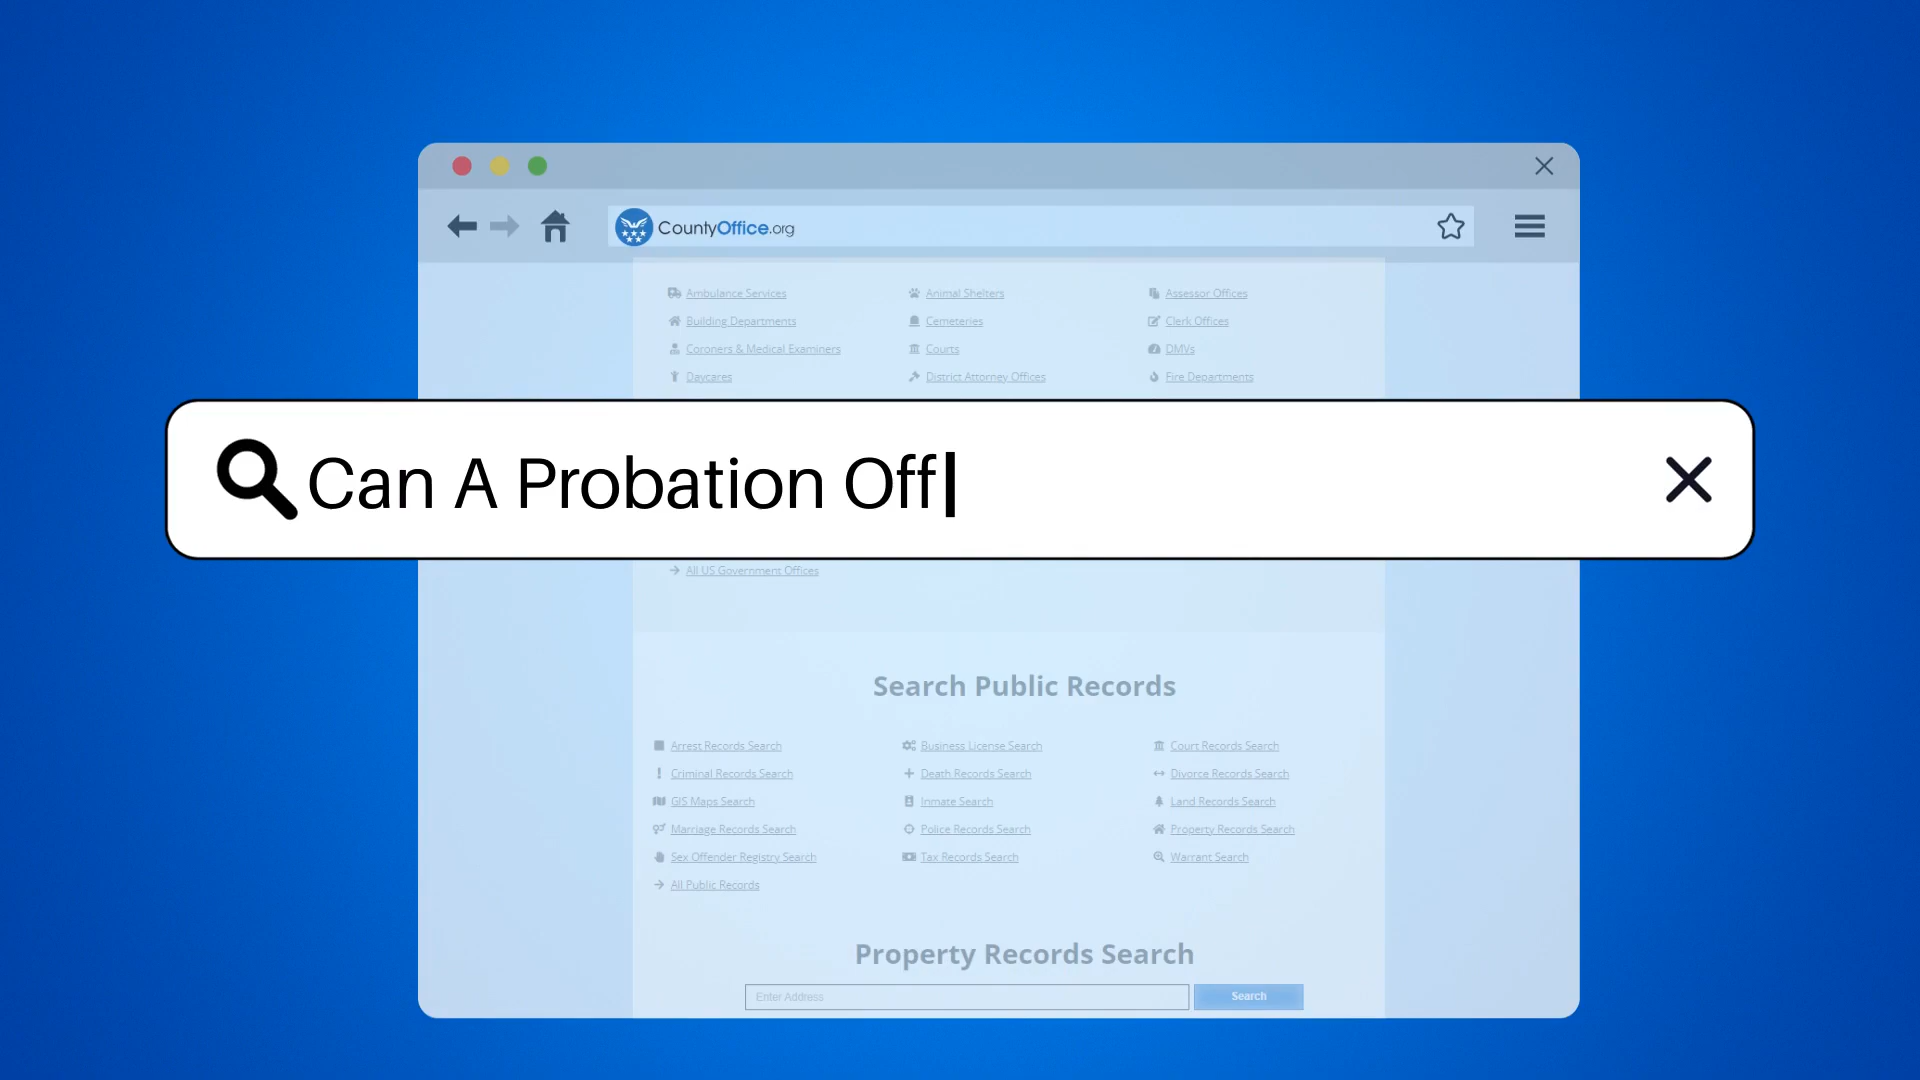 CountyOffice.org
Ambulance Services Animal Shelters Assessor Offices
Building Departments Cemeteries Clerk Offices
Coroners & Medical Examiners Courts DMVs
Daycares District Attorney Offices Fire Departments
Can A Probation Off
All US Government Offices
Search Public Records
Arrest Records Search Business License Search Court Records Search
Criminal Records Search Death Records Search Divorce Records Search
GIS Maps Search Inmate Search Land Records Search
Marriage Records Search Police Records Search Property Records Search
Sex Offender Registry Search Tax Records Search Warrant Search
All Public Records
Property Records Search
Enter Address Search